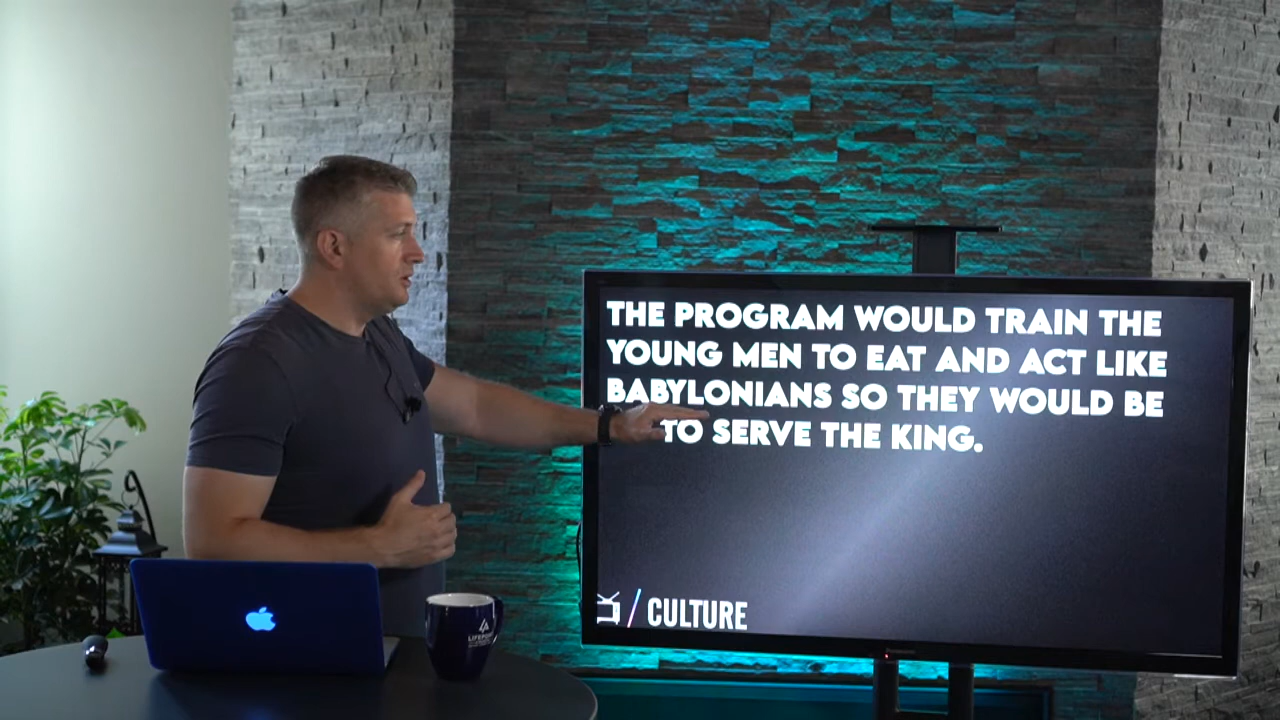 THE PROGRAM WOULD TRAIN THE
YOUNG MEN TO EAT AND ACT LIKE
BABYLONIANS SO THEY WOULD BE
TO SERVE THE KING.
CULTURE